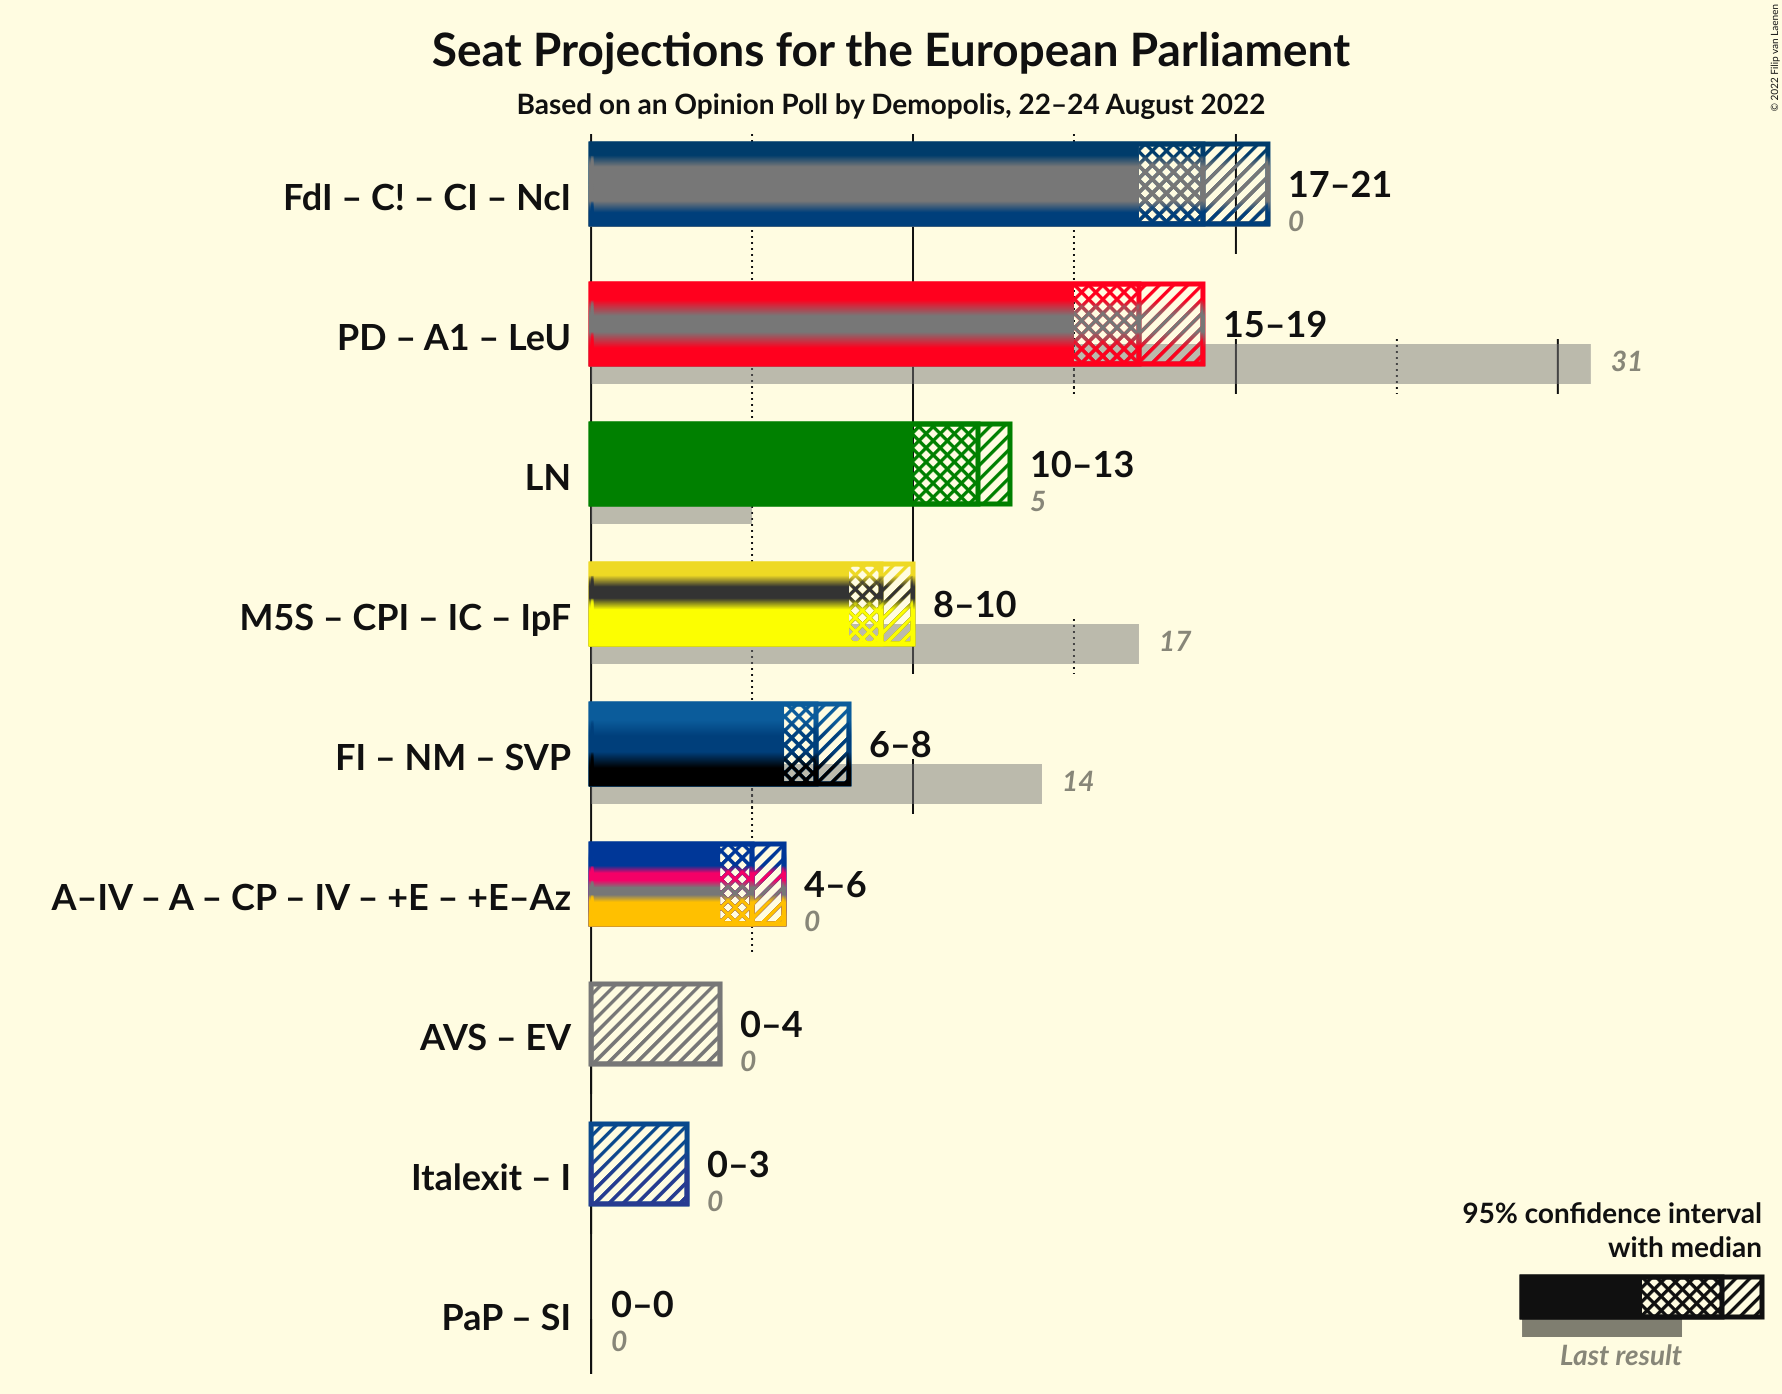 Seat Projections for the European Parliament
Based on an Opinion Poll by Demopolis, 22–24 August 2022
© 2022 Filip van Laenen
FdI – C! – CI – NcI
17–21
0
PD – A1 – LeU
15–19
31
LN
10–13
5
M5S – CPI – IC – IpF
8–10
17
FI – NM – SVP
6–8
14
A–IV – A – CP – IV – +E – +E–Az
4–6
0
AVS – EV
0–4
0
Italexit – I
0–3
0
PaP – SI
0–0
0
95% confidence interval
with median
Last result